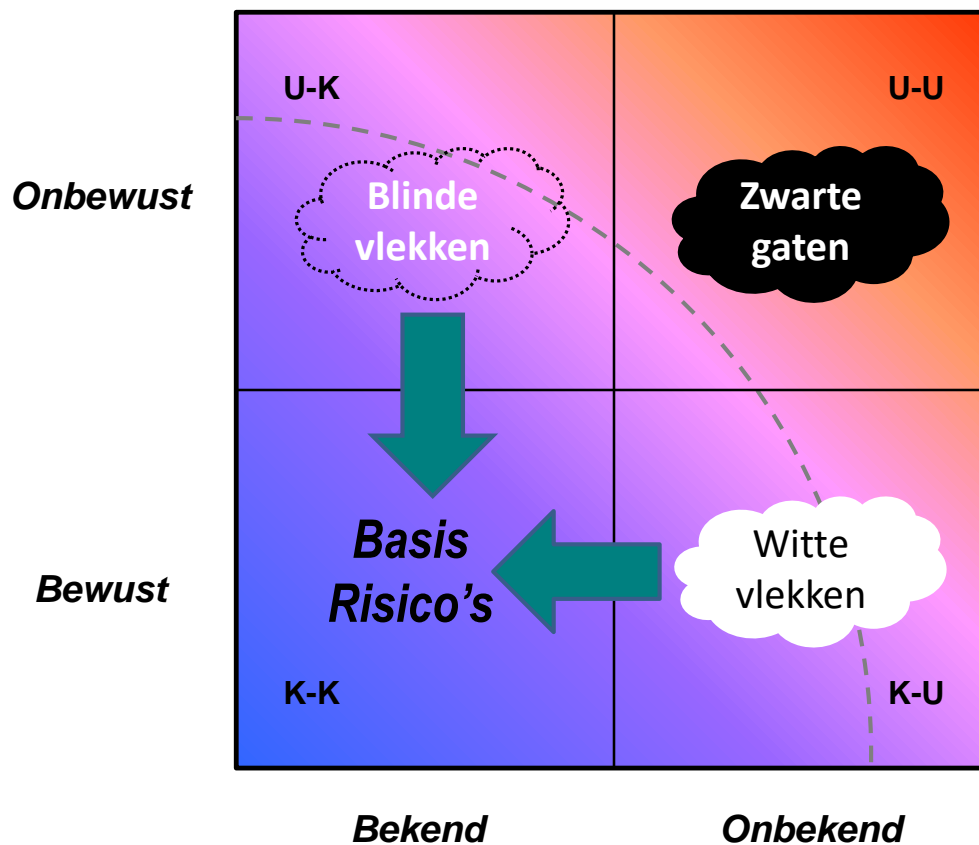 U-K
U-U
Onbewust
Blinde
vlekken
Zwarte
gaten
Bewust
Basis
Risico's
Witte
vlekken
K-K
K-U
Bekend
Onbekend